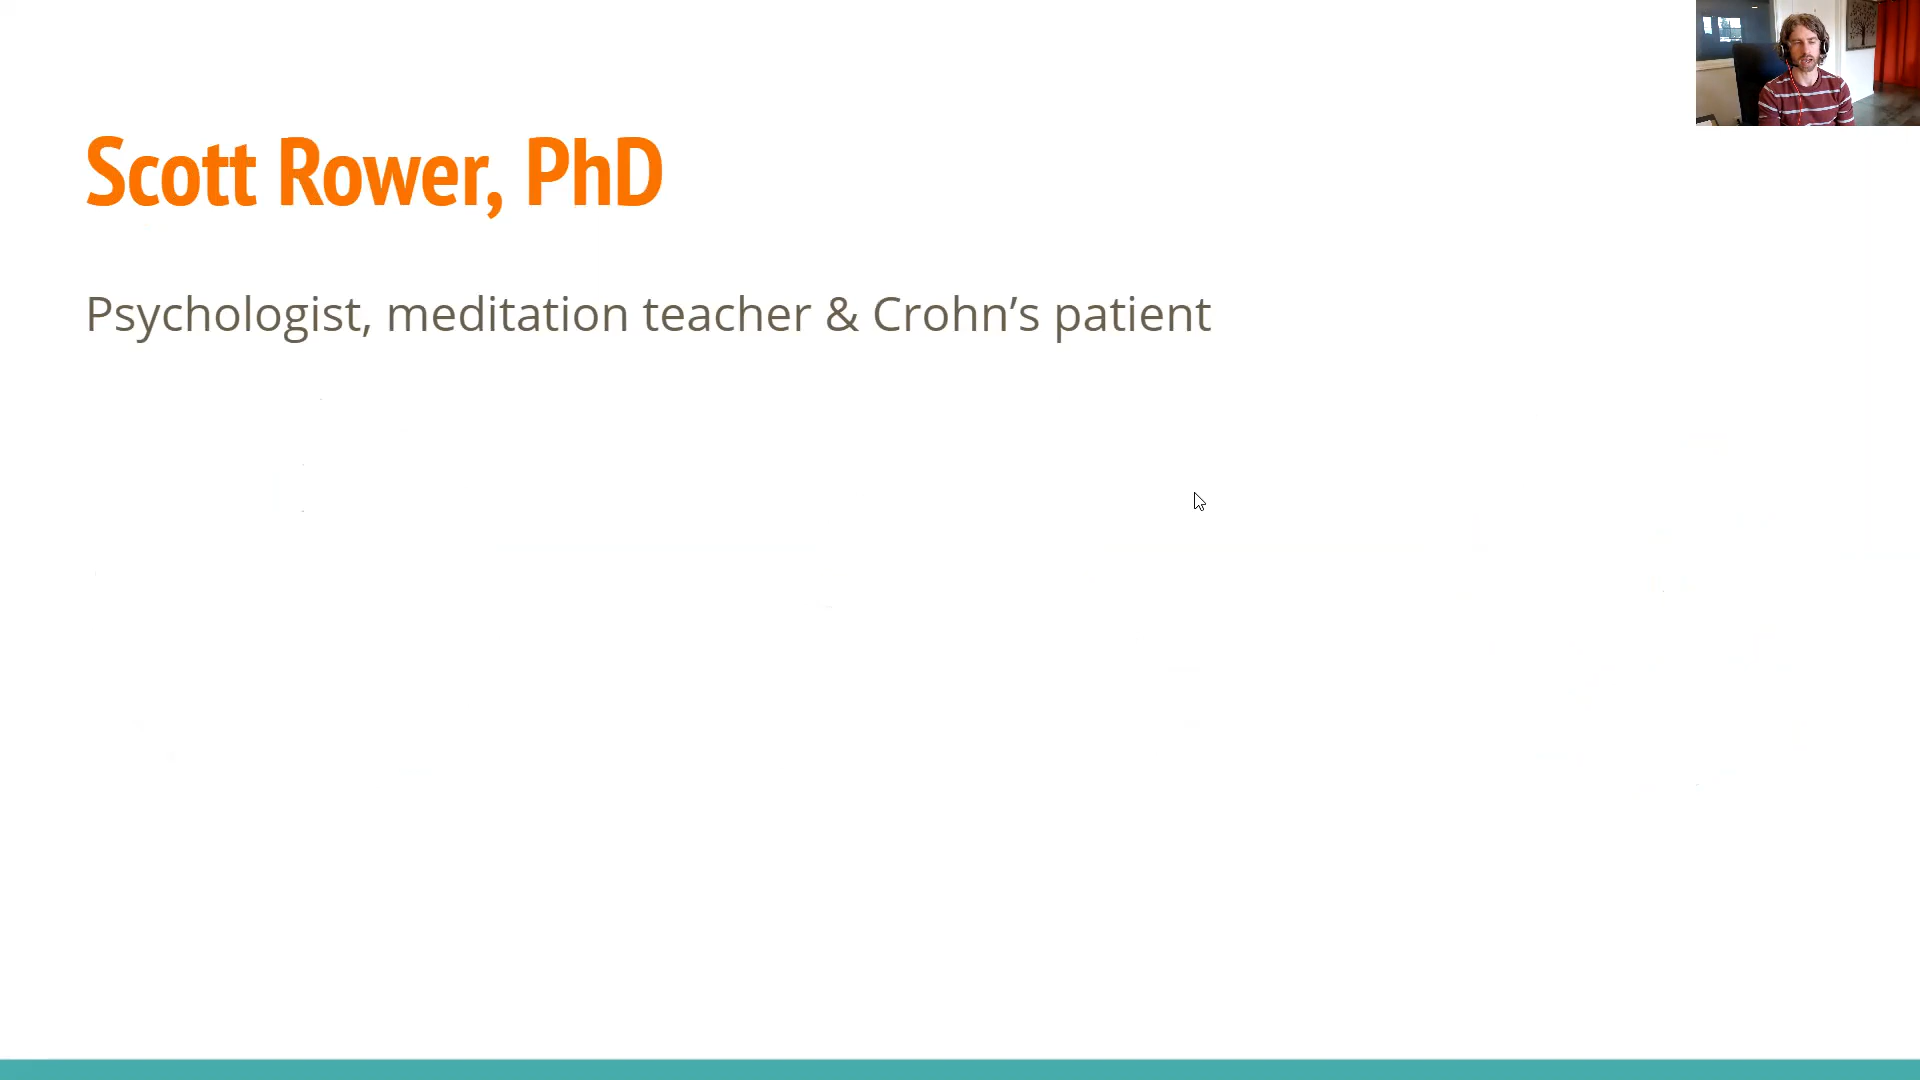 Scott Rower, PhD
Psychologist, meditation teacher & Crohn’s patient